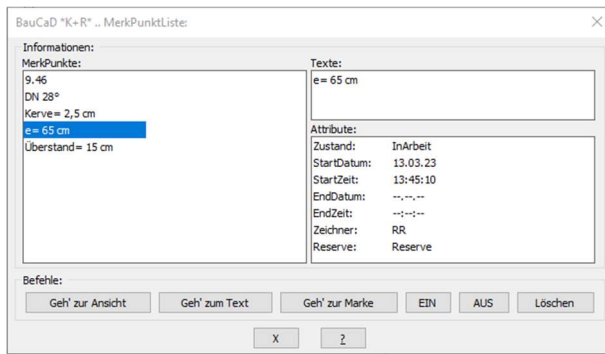 BauCaD "K+R" .. MerkPunktListe:
Informationen:
MerkPunkte:
9.46
DN 28°
Kerve= 2,5 cm
e= 65 cm
Überstand= 15 cm
Texte:
e= 65 cm
Attribute:
Zustand: InArbeit
StartDatum: 13.03.23
StartZeit: 13:45:10
EndDatum: --.--.--
EndZeit: --:--:--
Zeichner: RR
Reserve: Reserve
Befehle:
Geh' zur Ansicht Geh' zum Text Geh' zur Marke EIN AUS Löschen
X ?